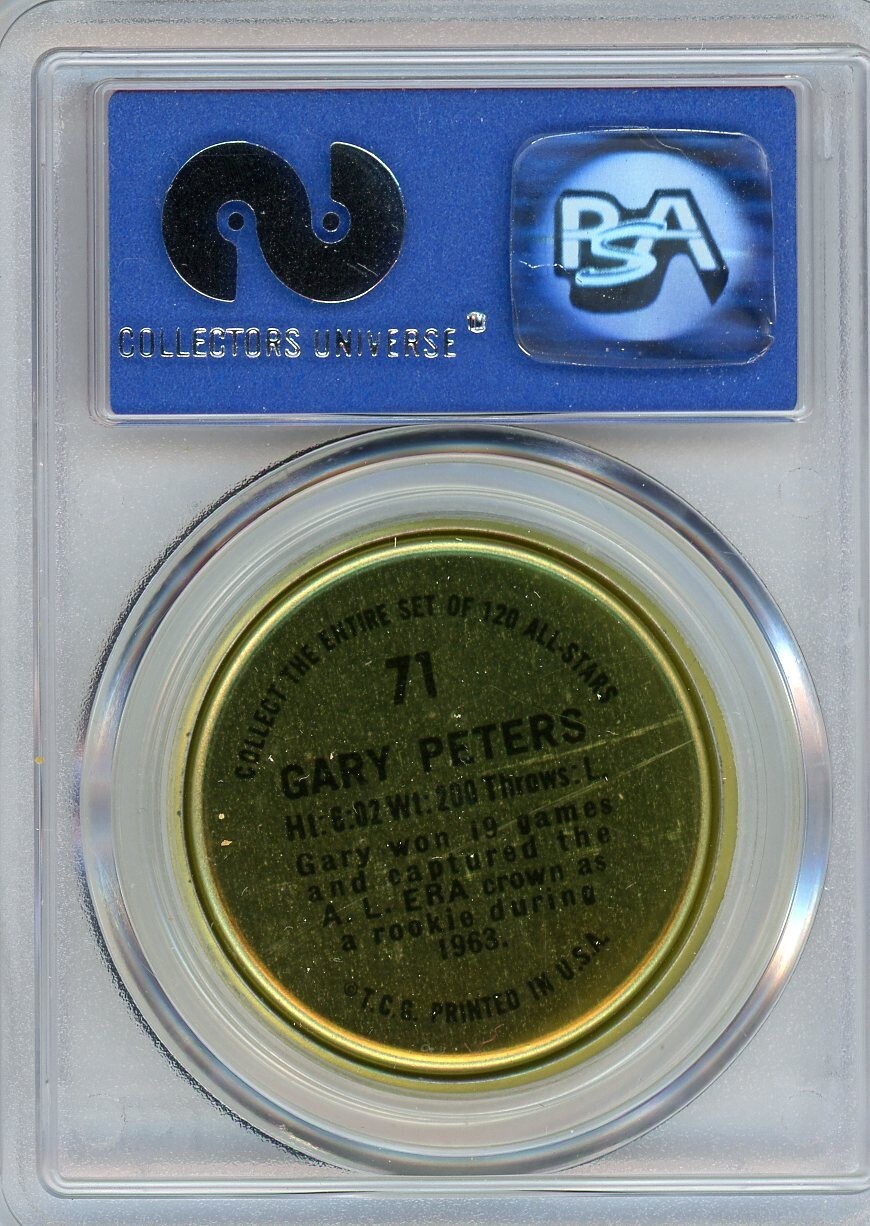 PSA
COLLECTORS UNIVERSE™
COLLECT THE ENTIRE SET OF 120 ALL-STARS
71
GARY PETERS
Ht: 6:02 Wt: 200 Throws: L.
Gary won 19 games
and captured the
A. L. ERA crown as
a rookie during
1963.
©T.C.G. PRINTED IN U.S.A.